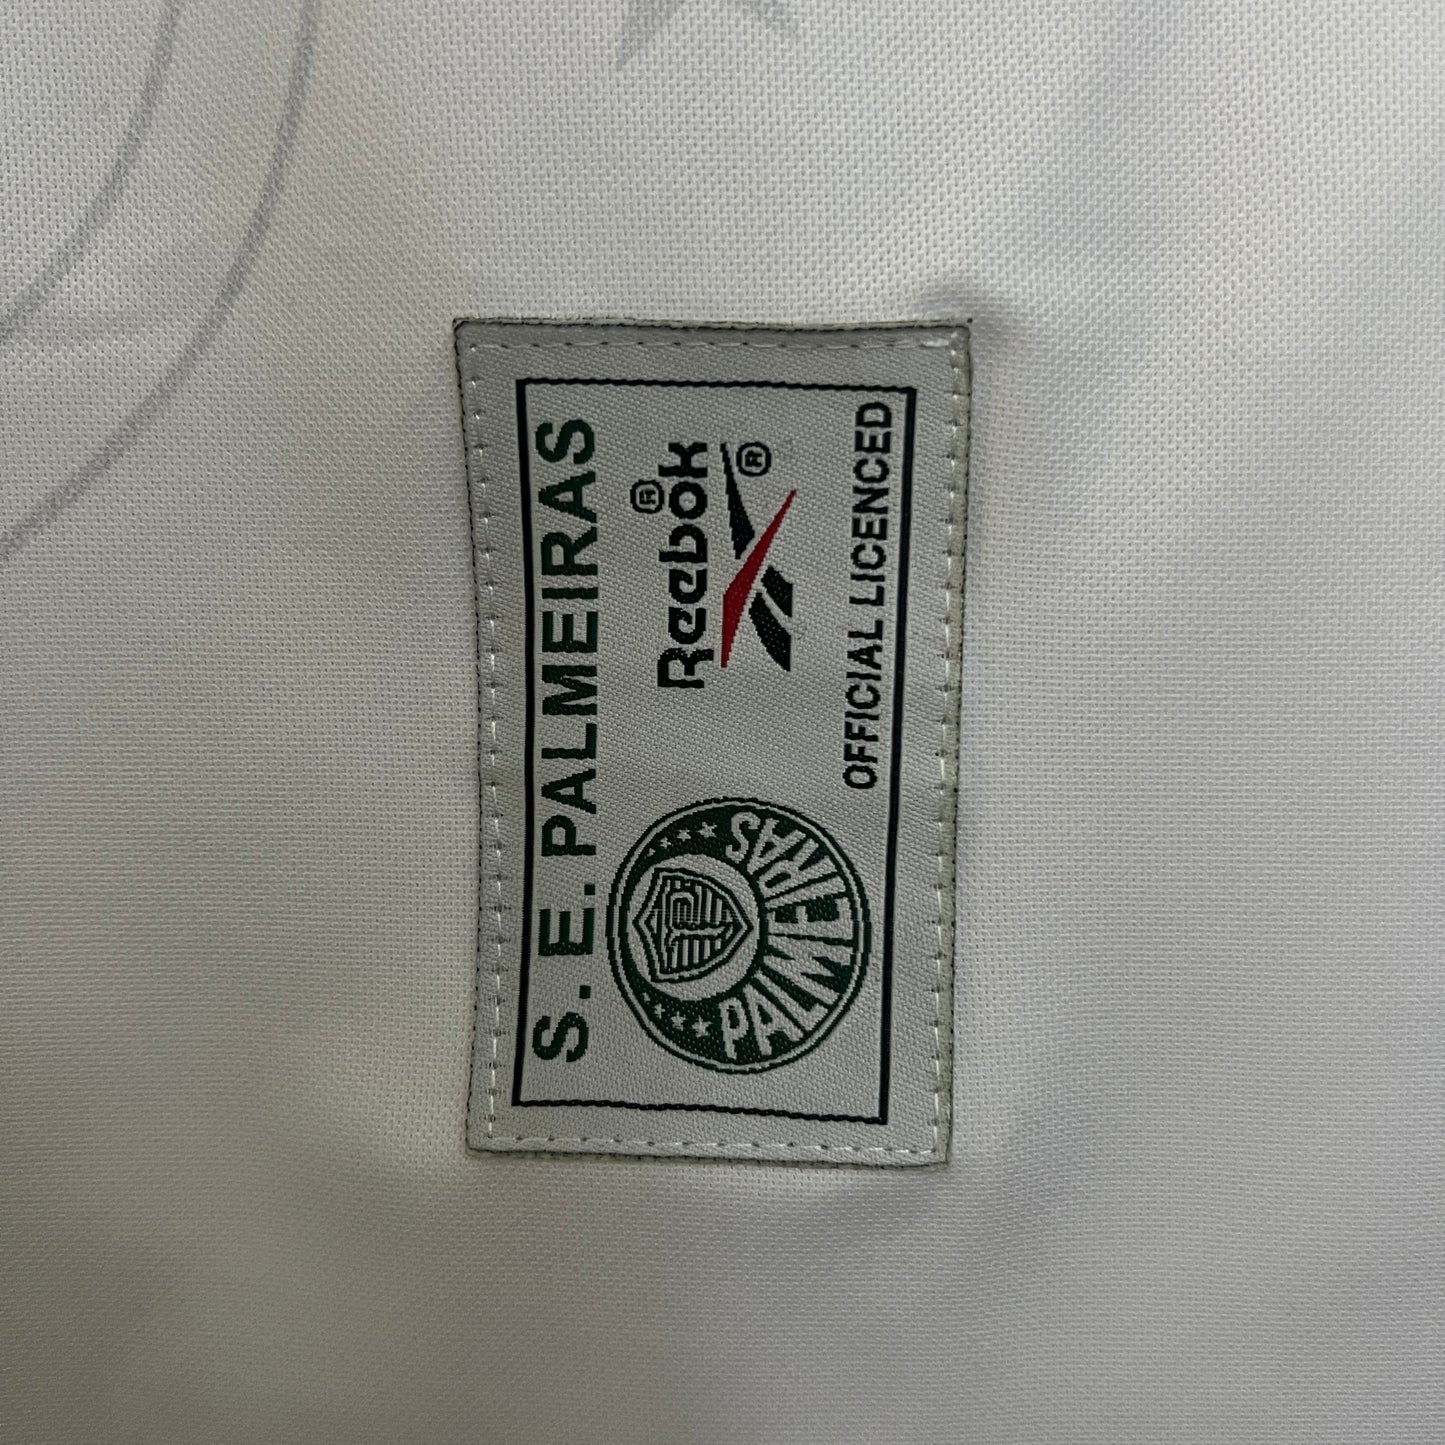 S. E. PALMEIRAS
PALMEIRAS
Reebok®
®
OFFICIAL LICENCED